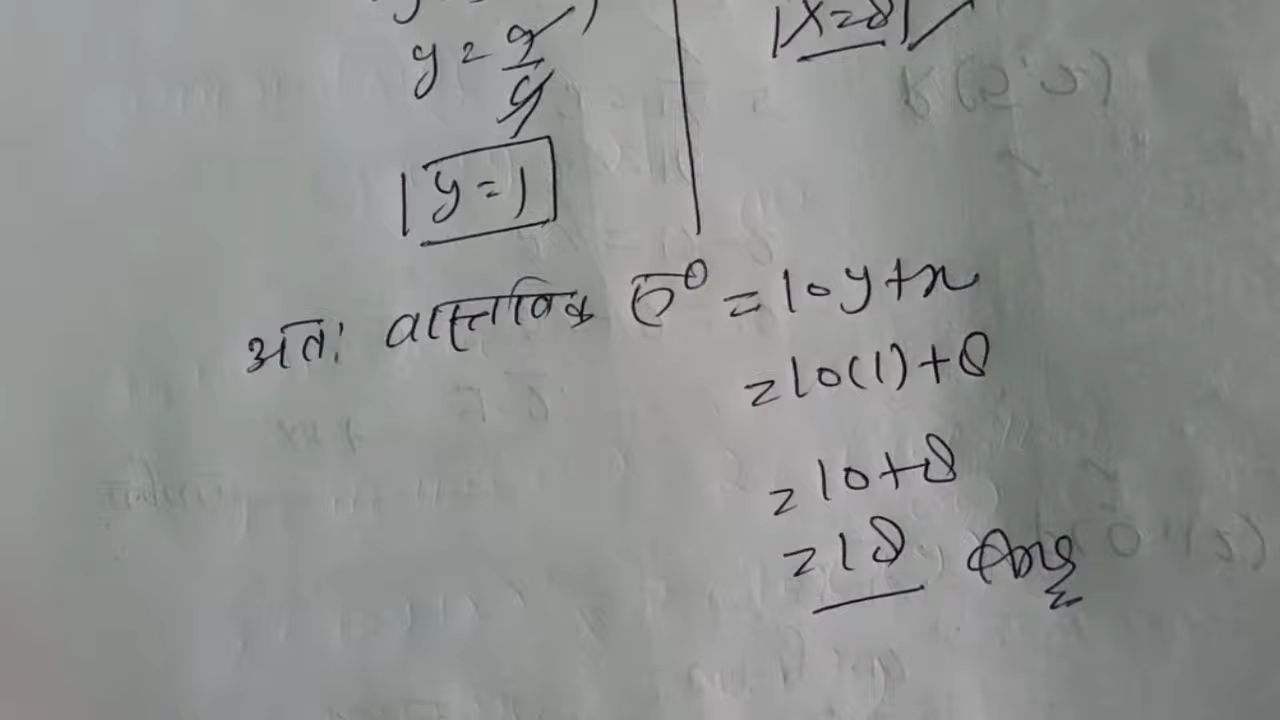 y = 9/9
x = 8
y = 1
अतः वास्तविक सं० = 10y + x
= 10(1) + 8
= 10 + 8
= 18 Ans